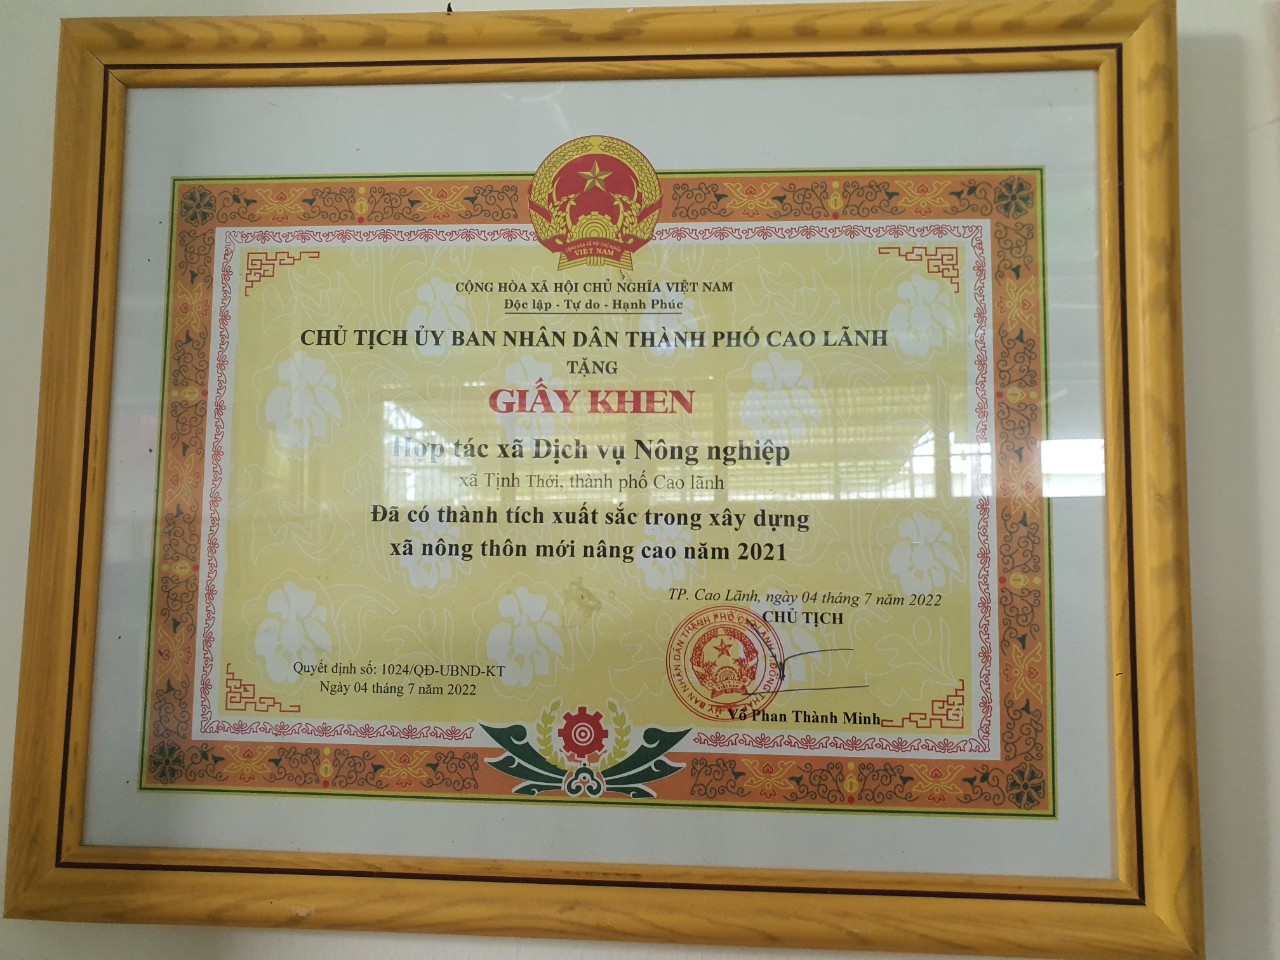 VIỆT NAM
CỘNG HÒA XÃ HỘI CHỦ NGHĨA VIỆT NAM
Độc lập - Tự do - Hạnh Phúc
CHỦ TỊCH ỦY BAN NHÂN DÂN THÀNH PHỐ CAO LÃNH
TẶNG
GIẤY KHEN
Hợp tác xã Dịch vụ Nông nghiệp
xã Tịnh Thới, thành phố Cao lãnh
Đã có thành tích xuất sắc trong xây dựng
xã nông thôn mới nâng cao năm 2021
TP. Cao Lãnh, ngày 04 tháng 7 năm 2022
CHỦ TỊCH
Quyết định số: 1024/QĐ-UBND-KT
Ngày 04 tháng 7 năm 2022
Võ Phan Thành Minh